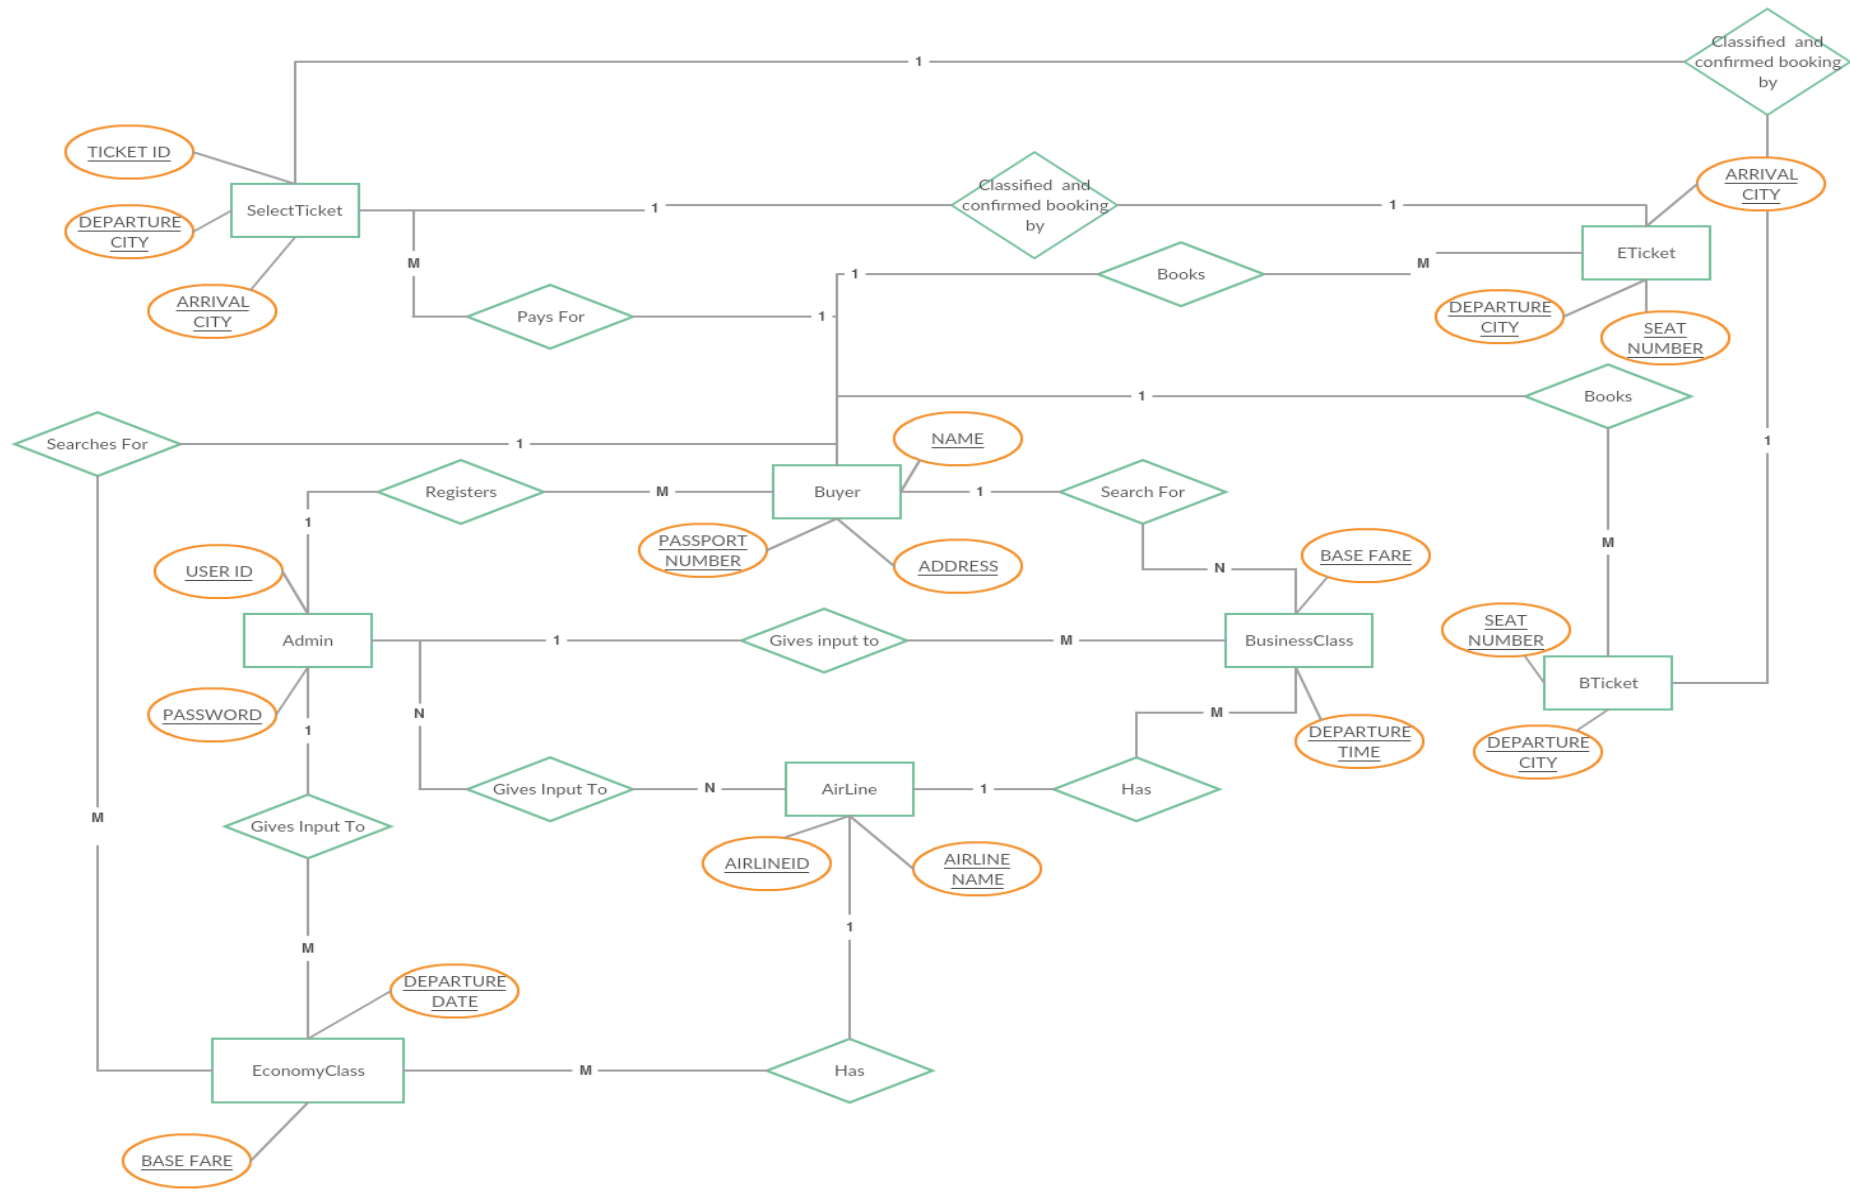 Classified and
confirmed booking
by
1
TICKET ID
DEPARTURE
CITY
SelectTicket
ARRIVAL
CITY
1
Classified and
confirmed booking
by
1
ARRIVAL
CITY
ETicket
M
Pays For
1
1
Books
M
DEPARTURE
CITY
SEAT
NUMBER
1
Books
Searches For
1
NAME
1
Registers
M
Buyer
1
Search For
1
PASSPORT
NUMBER
ADDRESS
M
BASE FARE
N
USER ID
Admin
1
Gives input to
M
BusinessClass
SEAT
NUMBER
BTicket
PASSWORD
N
1
M
DEPARTURE
TIME
DEPARTURE
CITY
Gives Input To
N
AirLine
1
Has
M
Gives Input To
AIRLINEID
AIRLINE
NAME
1
M
DEPARTURE
DATE
EconomyClass
M
Has
BASE FARE